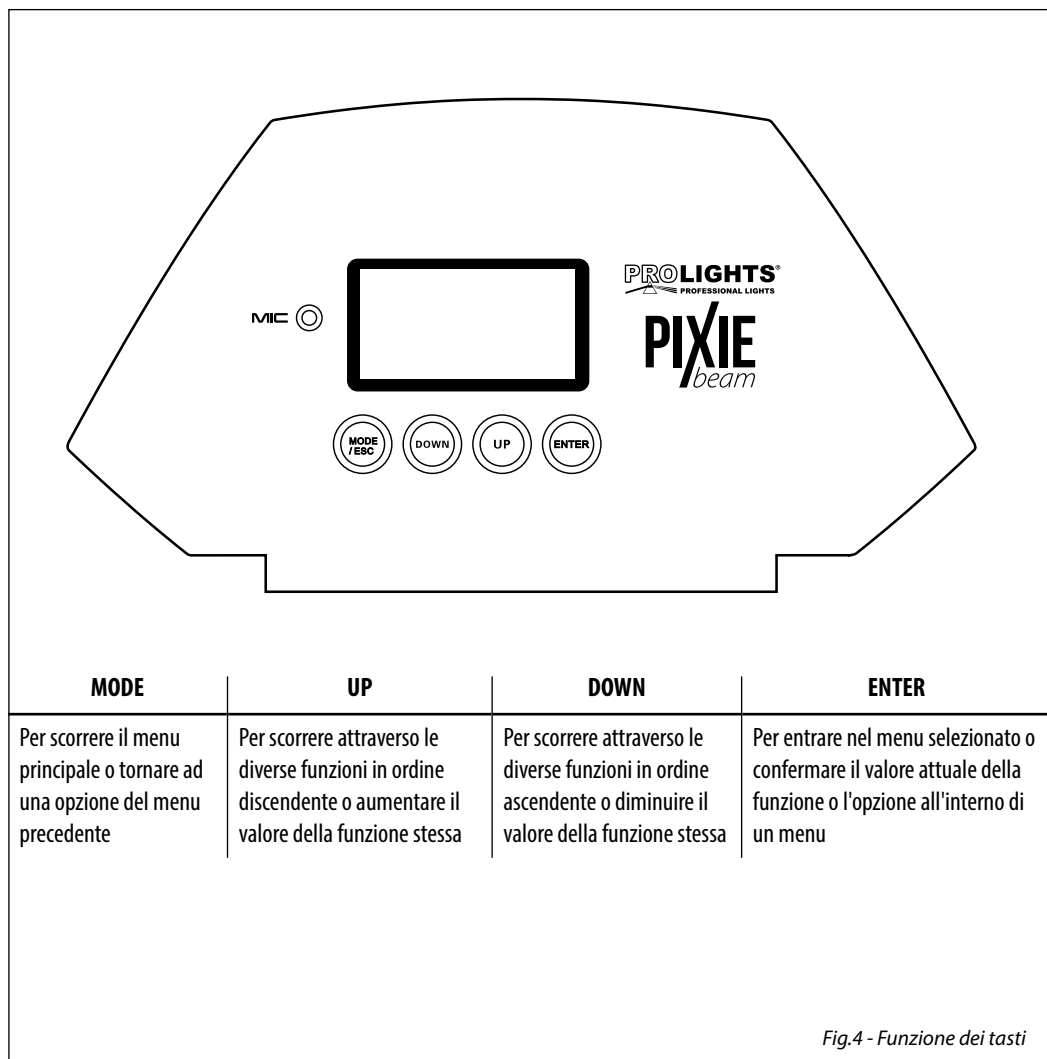 PROLIGHTS®
PROFESSIONAL LIGHTS
MIC
PIXIE
beam
MODE
/ESC
DOWN
UP
ENTER
MODE
UP
DOWN
ENTER
Per scorrere il menu
principale o tornare ad
una opzione del menu
precedente
Per scorrere attraverso le
diverse funzioni in ordine
discendente o aumentare il
valore della funzione stessa
Per scorrere attraverso le
diverse funzioni in ordine
ascendente o diminuire il
valore della funzione stessa
Per entrare nel menu selezionato o
confermare il valore attuale della
funzione o l'opzione all'interno di
un menu
Fig.4 - Funzione dei tasti